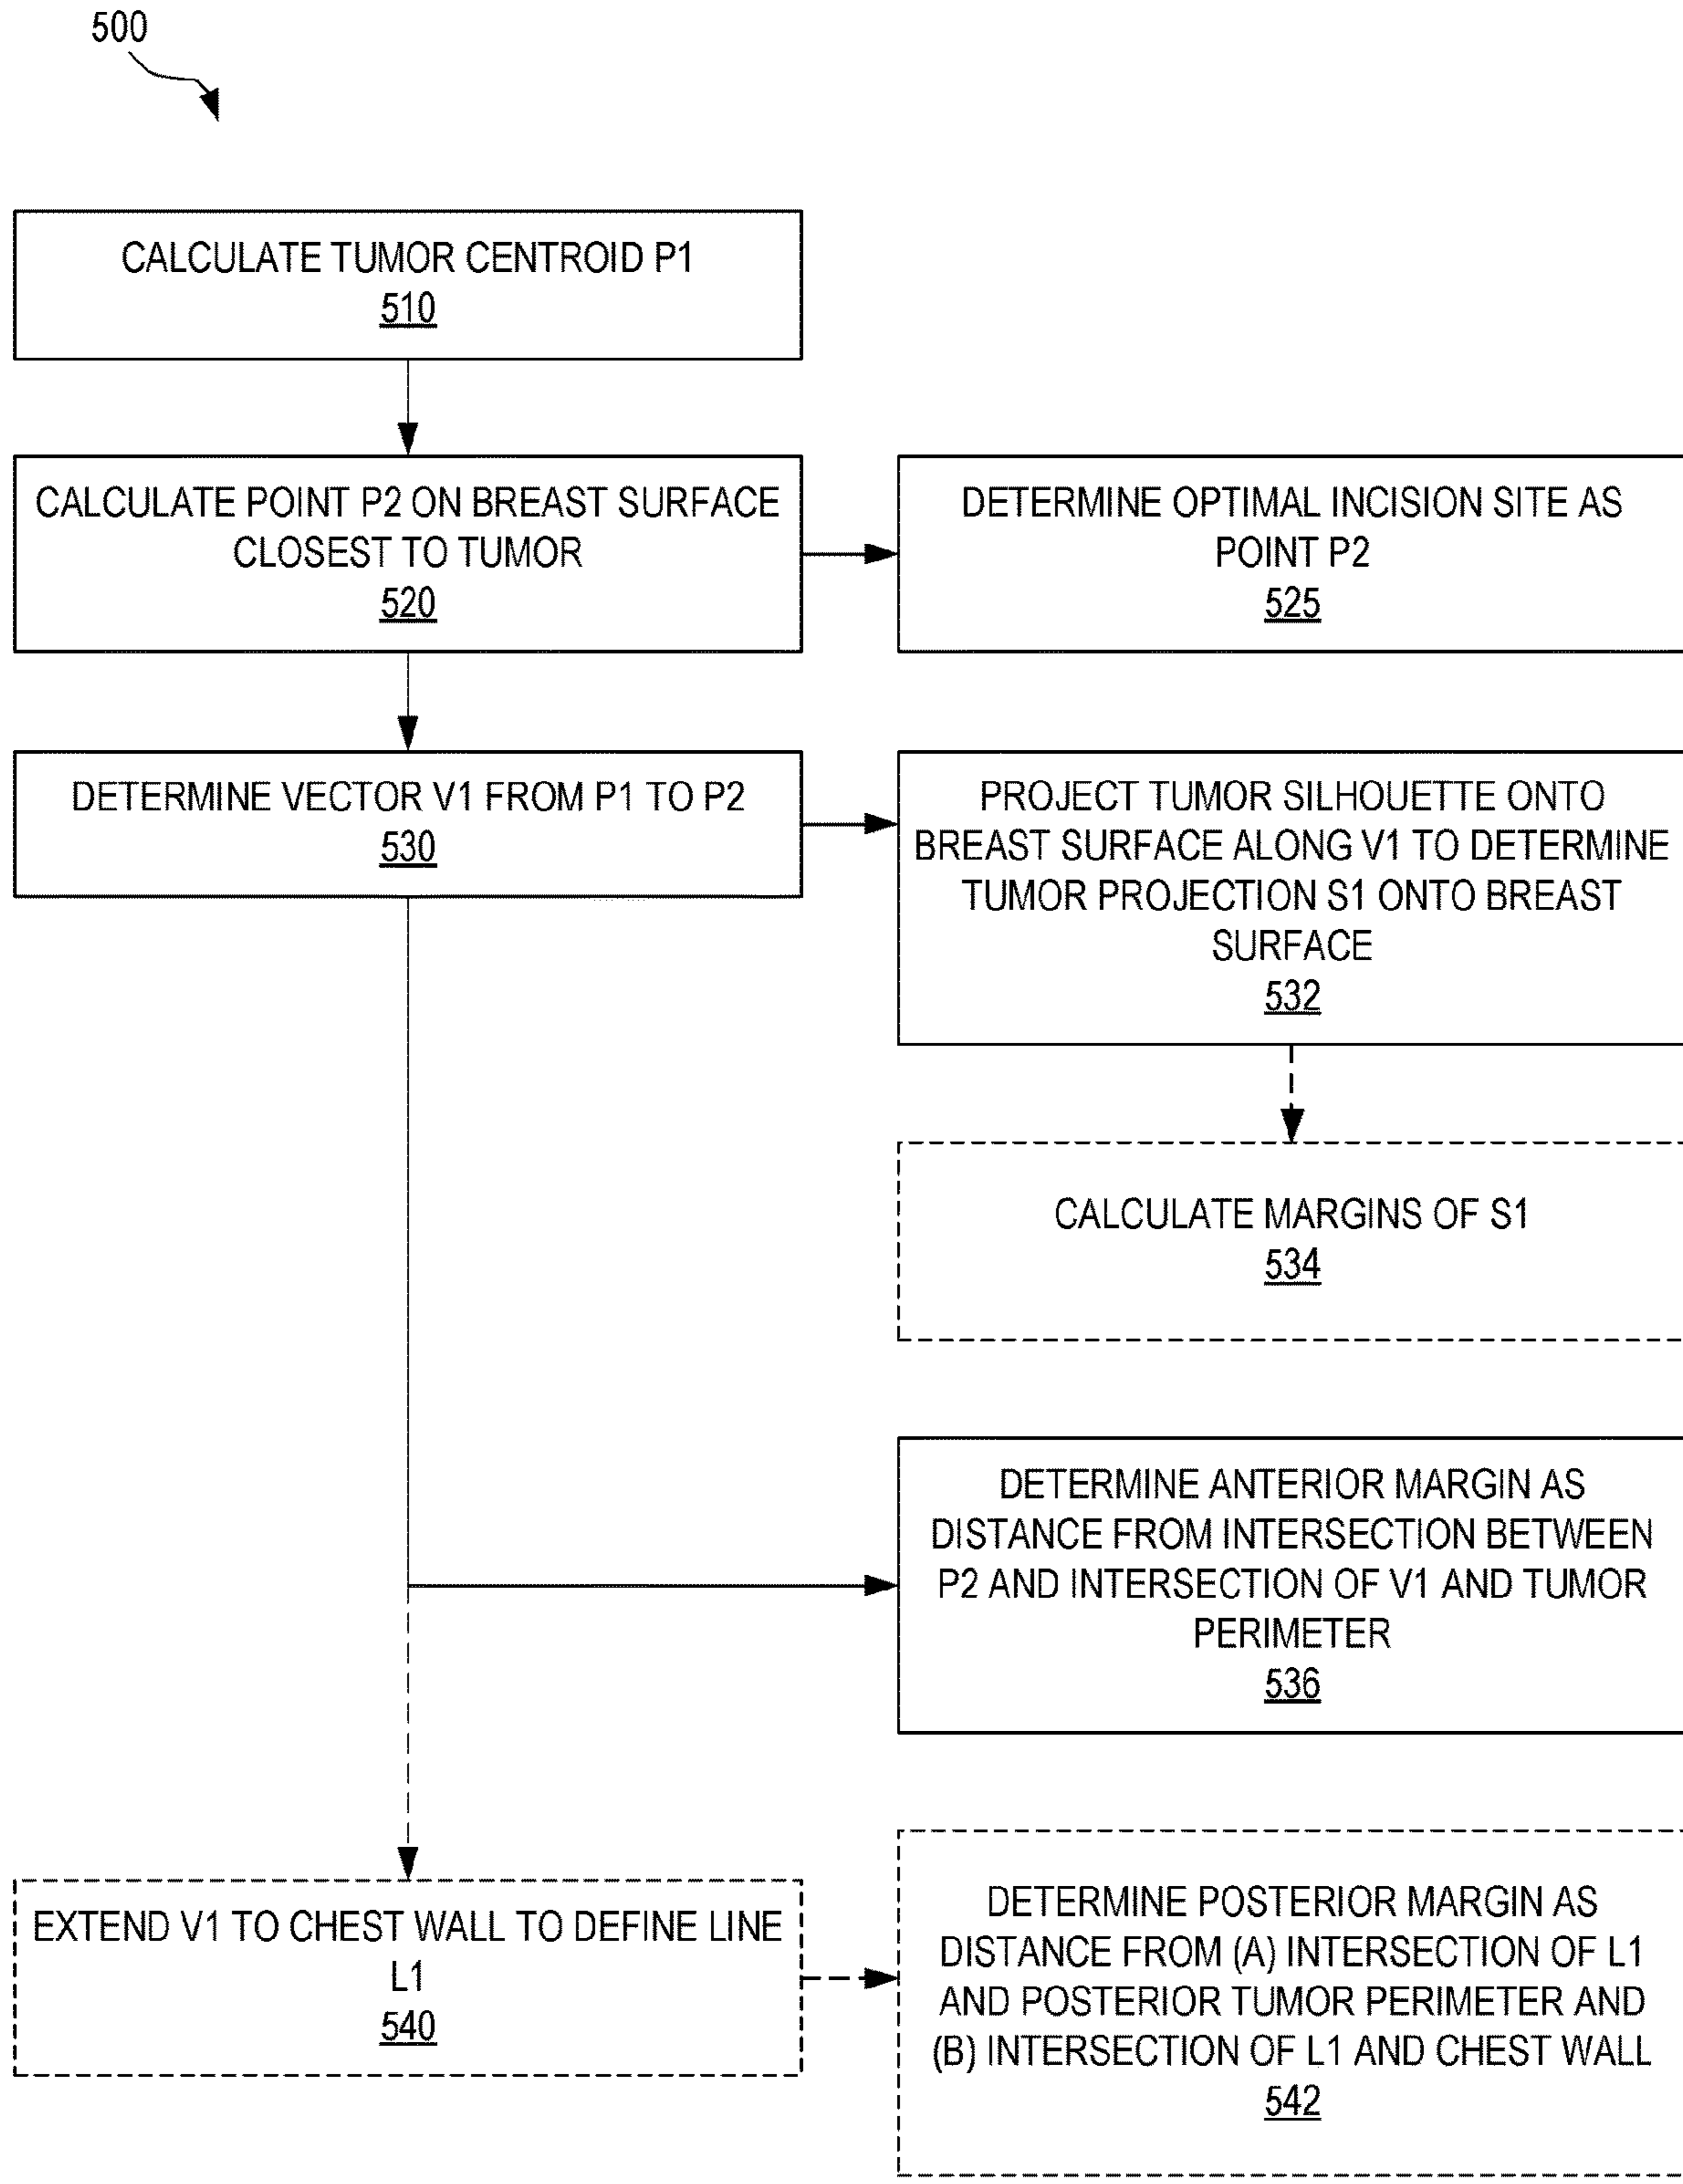 500
CALCULATE TUMOR CENTROID P1
510
CALCULATE POINT P2 ON BREAST SURFACE
CLOSEST TO TUMOR
520
DETERMINE OPTIMAL INCISION SITE AS
POINT P2
525
DETERMINE VECTOR V1 FROM P1 TO P2
530
PROJECT TUMOR SILHOUETTE ONTO
BREAST SURFACE ALONG V1 TO DETERMINE
TUMOR PROJECTION S1 ONTO BREAST
SURFACE
532
CALCULATE MARGINS OF S1
534
DETERMINE ANTERIOR MARGIN AS
DISTANCE FROM INTERSECTION BETWEEN
P2 AND INTERSECTION OF V1 AND TUMOR
PERIMETER
536
EXTEND V1 TO CHEST WALL TO DEFINE LINE
L1
540
DETERMINE POSTERIOR MARGIN AS
DISTANCE FROM (A) INTERSECTION OF L1
AND POSTERIOR TUMOR PERIMETER AND
(B) INTERSECTION OF L1 AND CHEST WALL
542